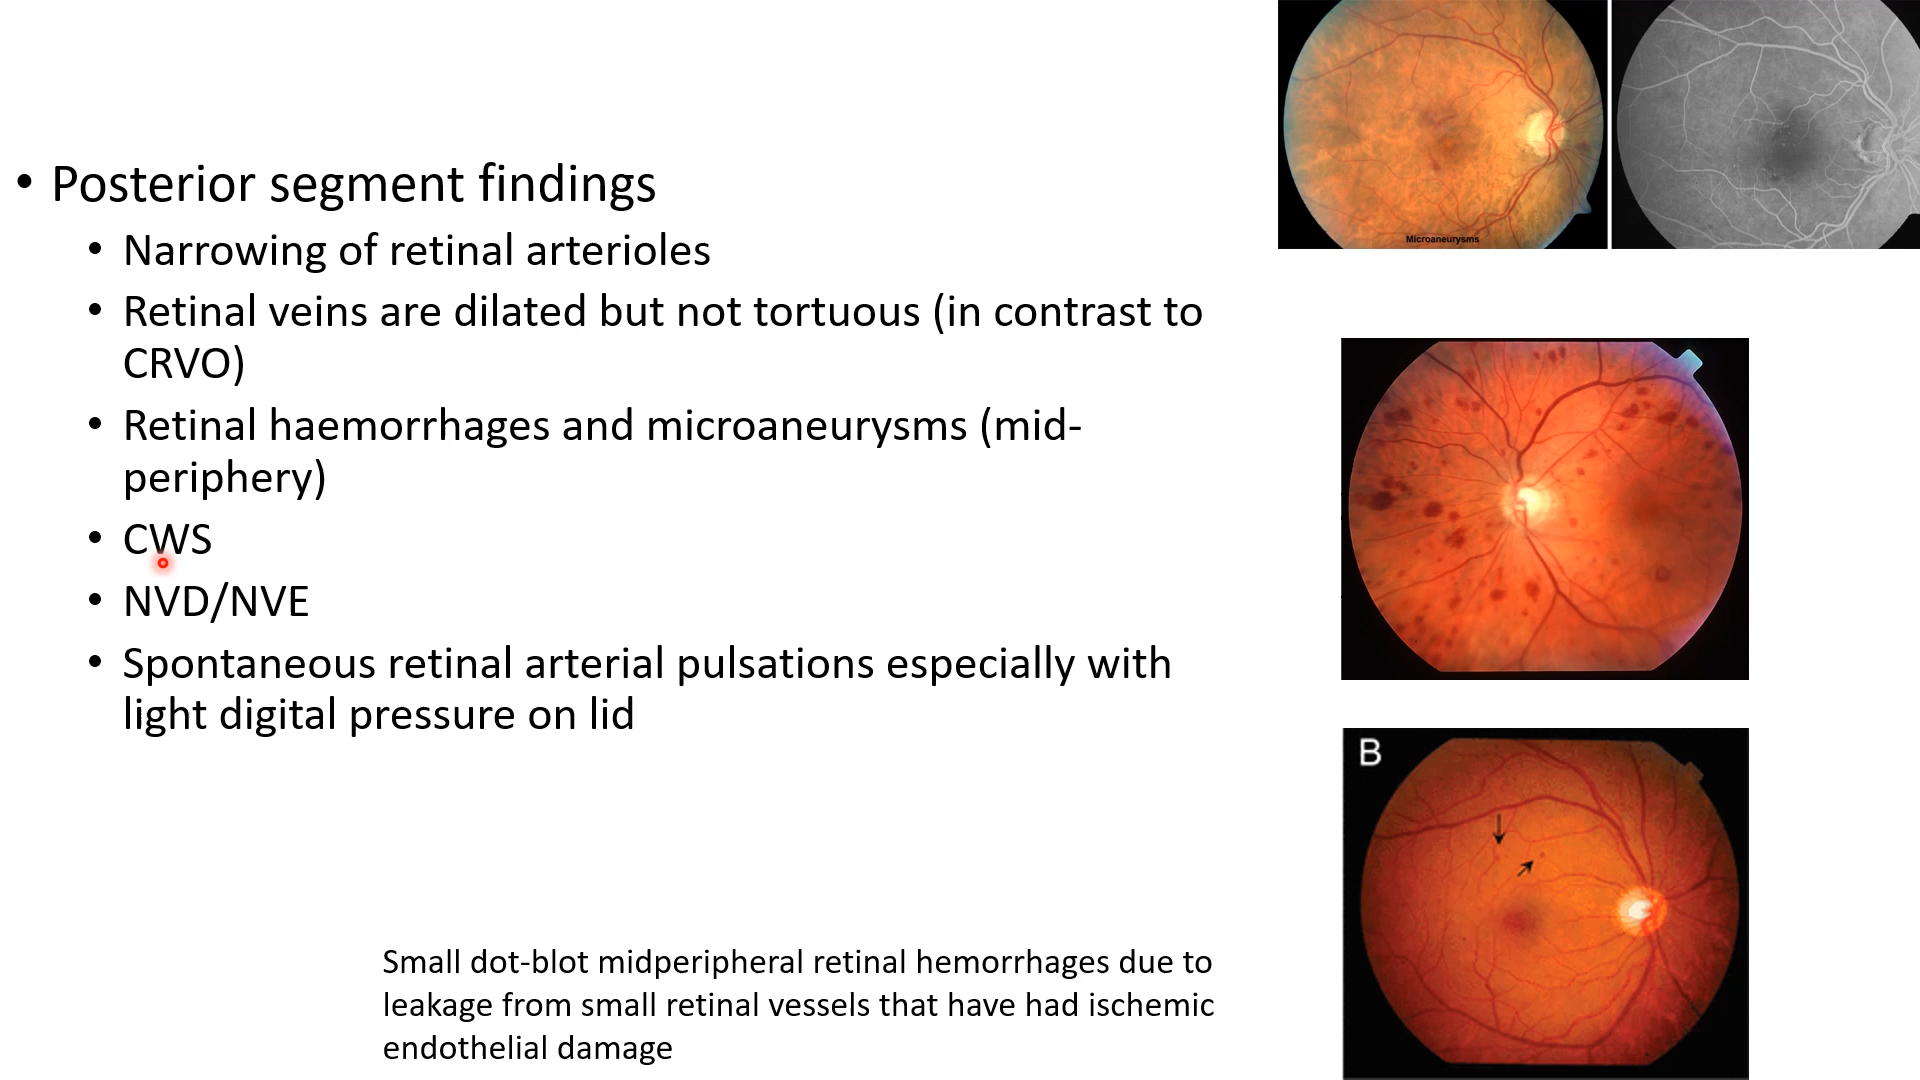 • Posterior segment findings
• Narrowing of retinal arterioles
• Retinal veins are dilated but not tortuous (in contrast to
CRVO)
• Retinal haemorrhages and microaneurysms (mid-
periphery)
• CWS
• NVD/NVE
• Spontaneous retinal arterial pulsations especially with
light digital pressure on lid
Small dot-blot midperipheral retinal hemorrhages due to
leakage from small retinal vessels that have had ischemic
endothelial damage
Microaneurysms
B